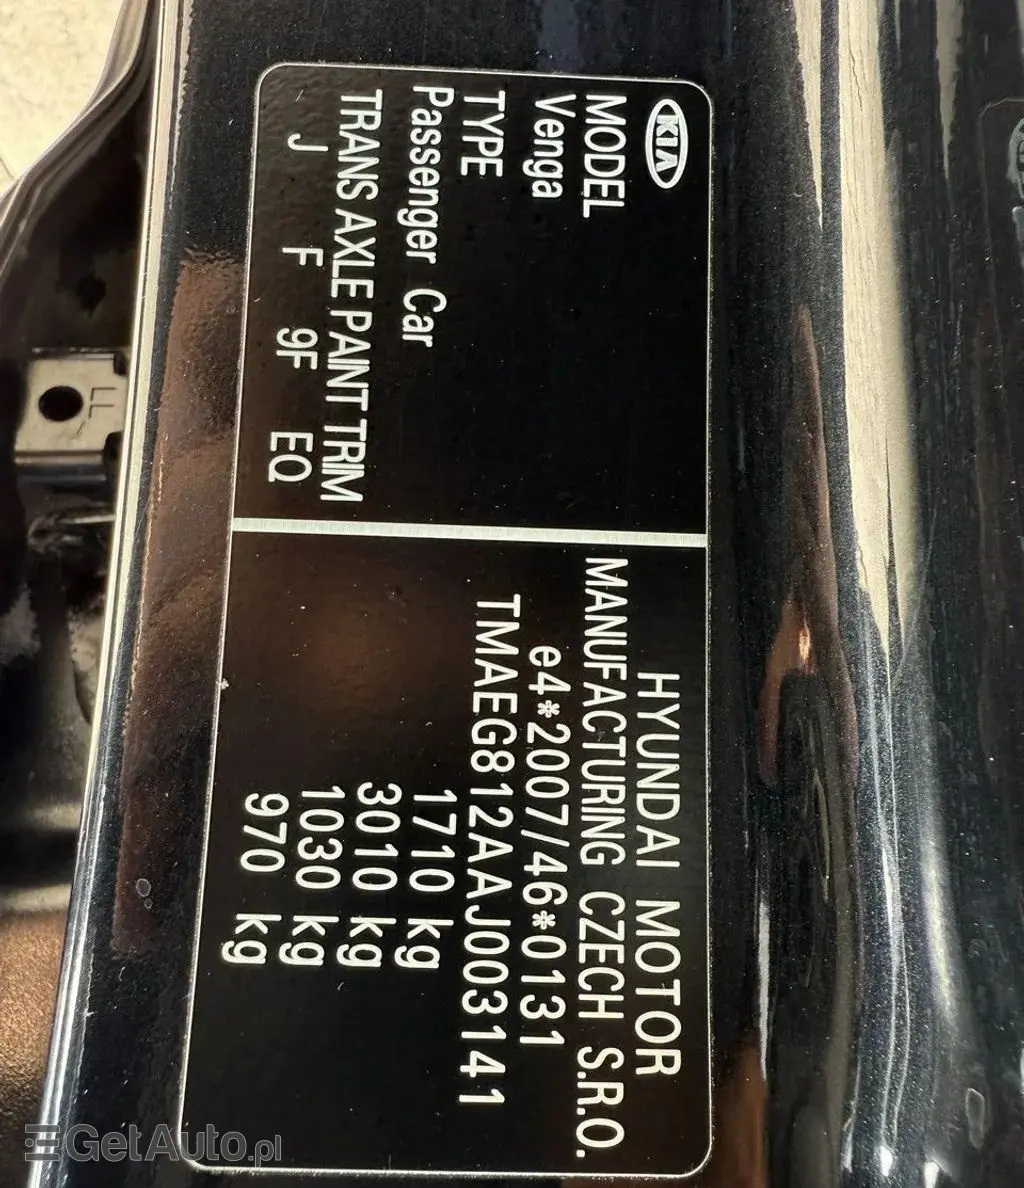 KIA
MODEL
Venga
TYPE
Passenger Car
TRANS AXLE PAINT TRIM
J F 9F EQ
HYUNDAI MOTOR
MANUFACTURING CZECH S.R.O.
e4*2007/46*0131
TMAEG812AAJ003141
1710 kg
3010 kg
1030 kg
970 kg
GetAuto.pl